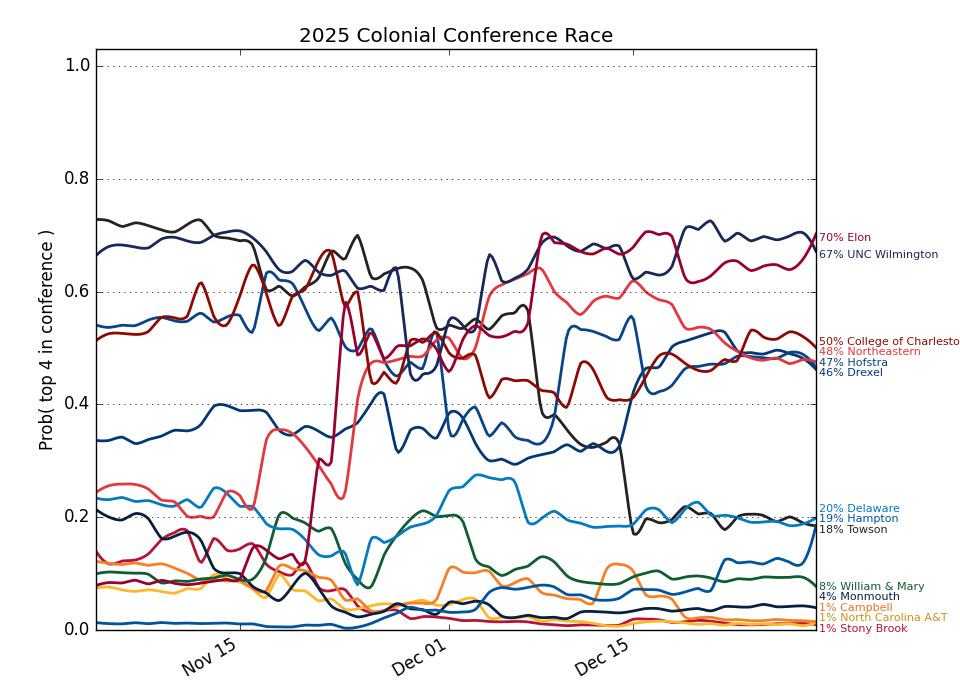 2025 Colonial Conference Race
Prob( top 4 in conference )
1.0
0.8
0.6
0.4
0.2
0.0
Nov 15
Dec 01
Dec 15
70% Elon
67% UNC Wilmington
50% College of Charlesto
48% Northeastern
47% Hofstra
46% Drexel
20% Delaware
19% Hampton
18% Towson
8% William & Mary
4% Monmouth
1% Campbell
1% North Carolina A&T
1% Stony Brook